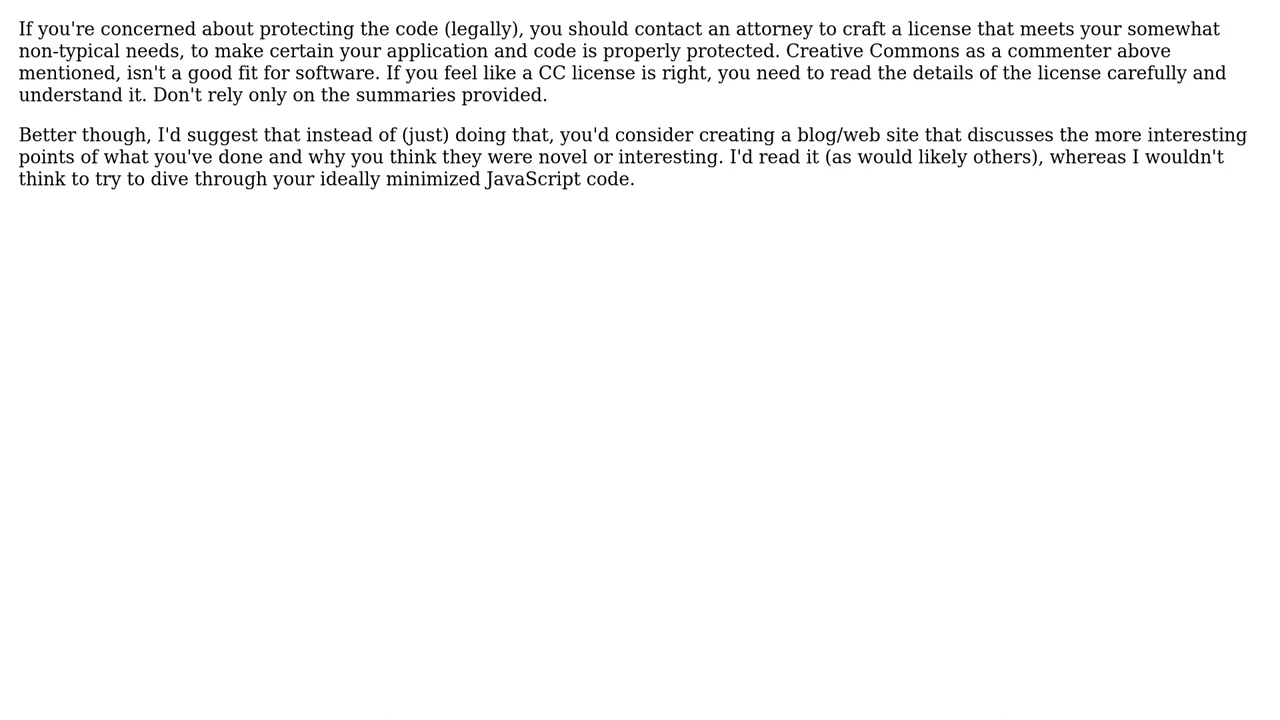 If you're concerned about protecting the code (legally), you should contact an attorney to craft a license that meets your somewhat
non-typical needs, to make certain your application and code is properly protected. Creative Commons as a commenter above
mentioned, isn't a good fit for software. If you feel like a CC license is right, you need to read the details of the license carefully and
understand it. Don't rely only on the summaries provided.
Better though, I'd suggest that instead of (just) doing that, you'd consider creating a blog/web site that discusses the more interesting
points of what you've done and why you think they were novel or interesting. I'd read it (as would likely others), whereas I wouldn't
think to try to dive through your ideally minimized JavaScript code.